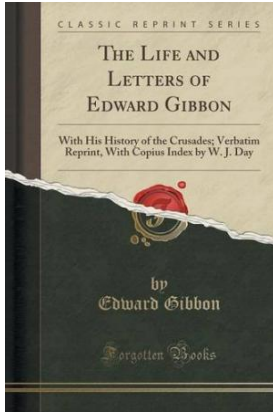 CLASSIC REPRINT SERIES
THE LIFE AND
LETTERS OF
EDWARD GIBBON
With His History of the Crusades; Verbatim
Reprint, With Copius Index by W. J. Day
by
Edward Gibbon
Forgotten Books